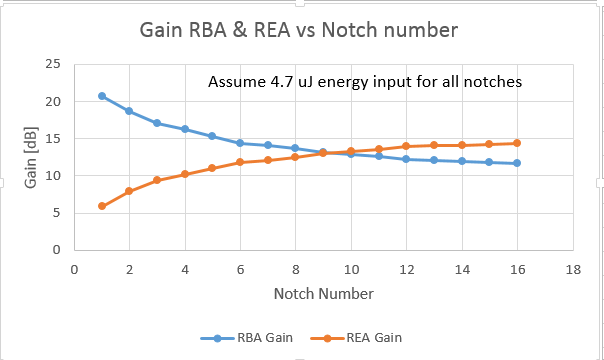 Gain RBA & REA vs Notch number
Assume 4.7 uJ energy input for all notches
25
20
15
10
5
0
Gain [dB]
0 2 4 6 8 10 12 14 16 18
Notch Number
RBA Gain REA Gain